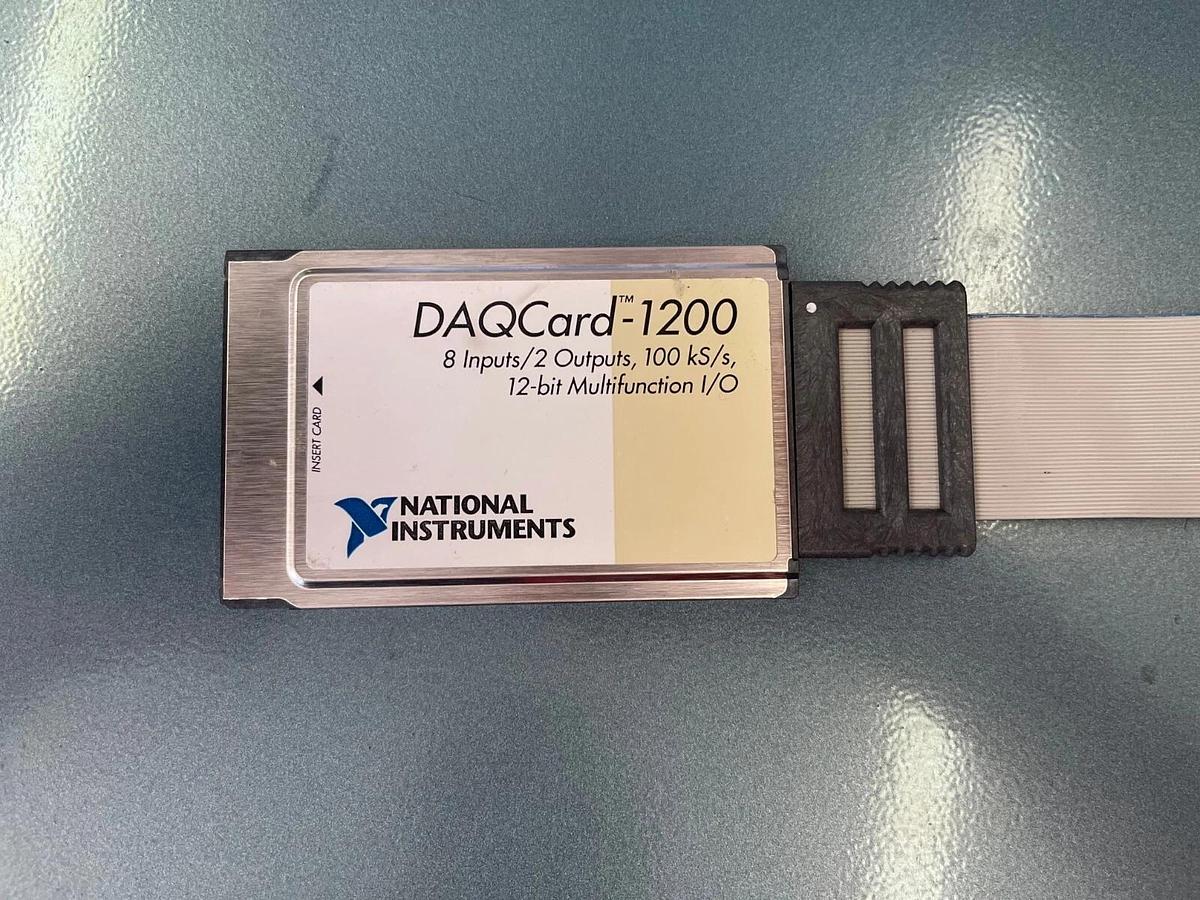 DAQCard™-1200
8 Inputs/2 Outputs, 100 kS/s,
12-bit Multifunction I/O
INSERT CARD
NATIONAL
INSTRUMENTS